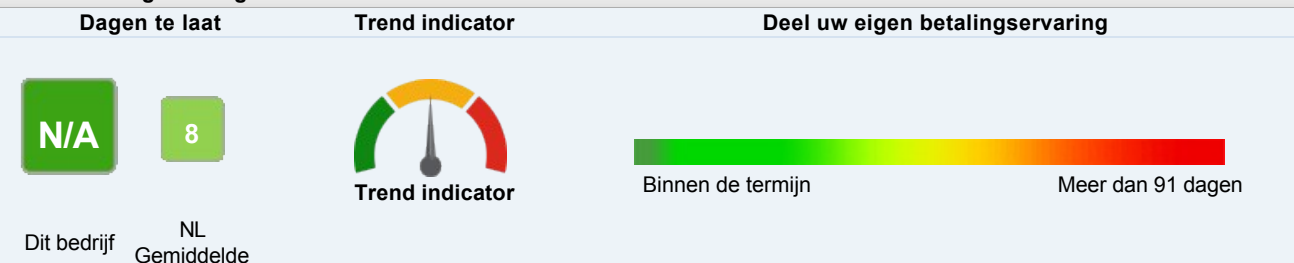 Dagen te laat
Trend indicator
Deel uw eigen betalingservaring
N/A
8
Trend indicator
Binnen de termijn
Meer dan 91 dagen
Dit bedrijf
NL
Gemiddelde